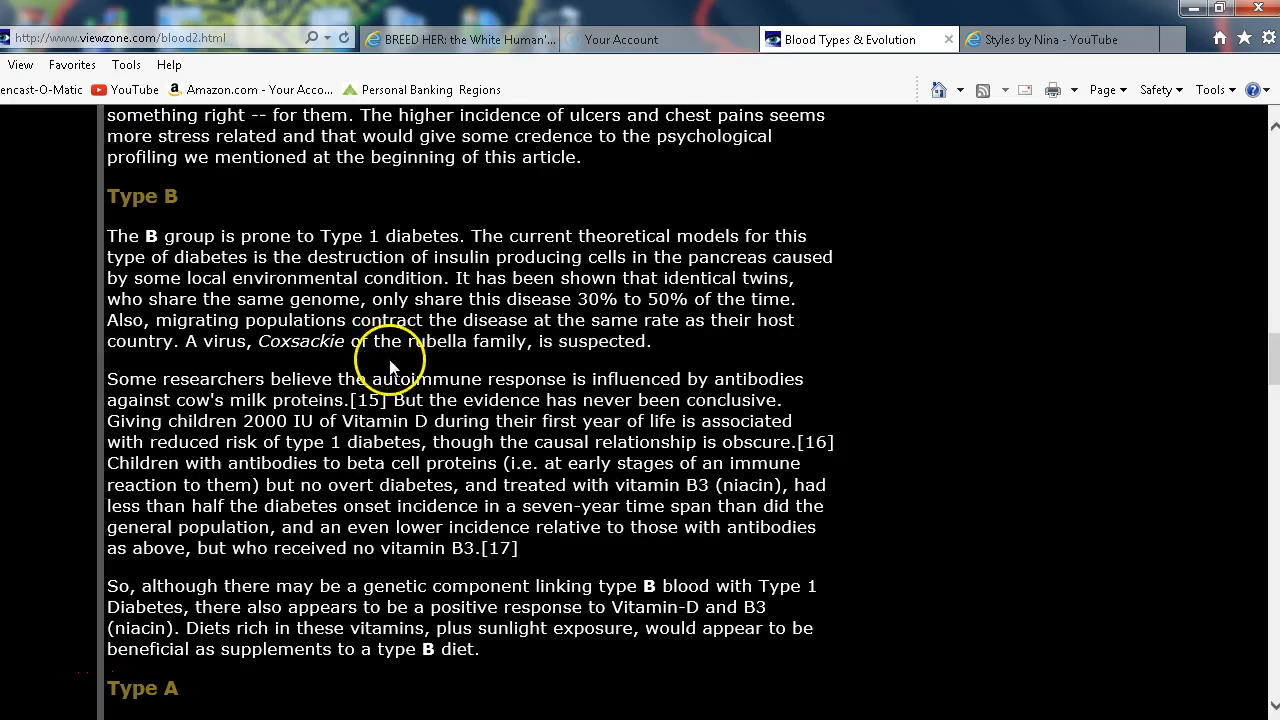 http://www.viewzone.com/blood2.html
BREED HER: the White Human'...
Your Account
Blood Types & Evolution
Styles by Nina - YouTube
View Favorites Tools Help
encast-O-Matic YouTube Amazon.com - Your Acco... Personal Banking Regions Page Safety Tools
something right -- for them. The higher incidence of ulcers and chest pains seems
more stress related and that would give some credence to the psychological
profiling we mentioned at the beginning of this article.
Type B
The B group is prone to Type 1 diabetes. The current theoretical models for this
type of diabetes is the destruction of insulin producing cells in the pancreas caused
by some local environmental condition. It has been shown that identical twins,
who share the same genome, only share this disease 30% to 50% of the time.
Also, migrating populations contract the disease at the same rate as their host
country. A virus, Coxsackie of the rubella family, is suspected.
Some researchers believe the autoimmune response is influenced by antibodies
against cow's milk proteins.[15] But the evidence has never been conclusive.
Giving children 2000 IU of Vitamin D during their first year of life is associated
with reduced risk of type 1 diabetes, though the causal relationship is obscure.[16]
Children with antibodies to beta cell proteins (i.e. at early stages of an immune
reaction to them) but no overt diabetes, and treated with vitamin B3 (niacin), had
less than half the diabetes onset incidence in a seven-year time span than did the
general population, and an even lower incidence relative to those with antibodies
as above, but who received no vitamin B3.[17]
So, although there may be a genetic component linking type B blood with Type 1
Diabetes, there also appears to be a positive response to Vitamin-D and B3
(niacin). Diets rich in these vitamins, plus sunlight exposure, would appear to be
beneficial as supplements to a type B diet.
Type A